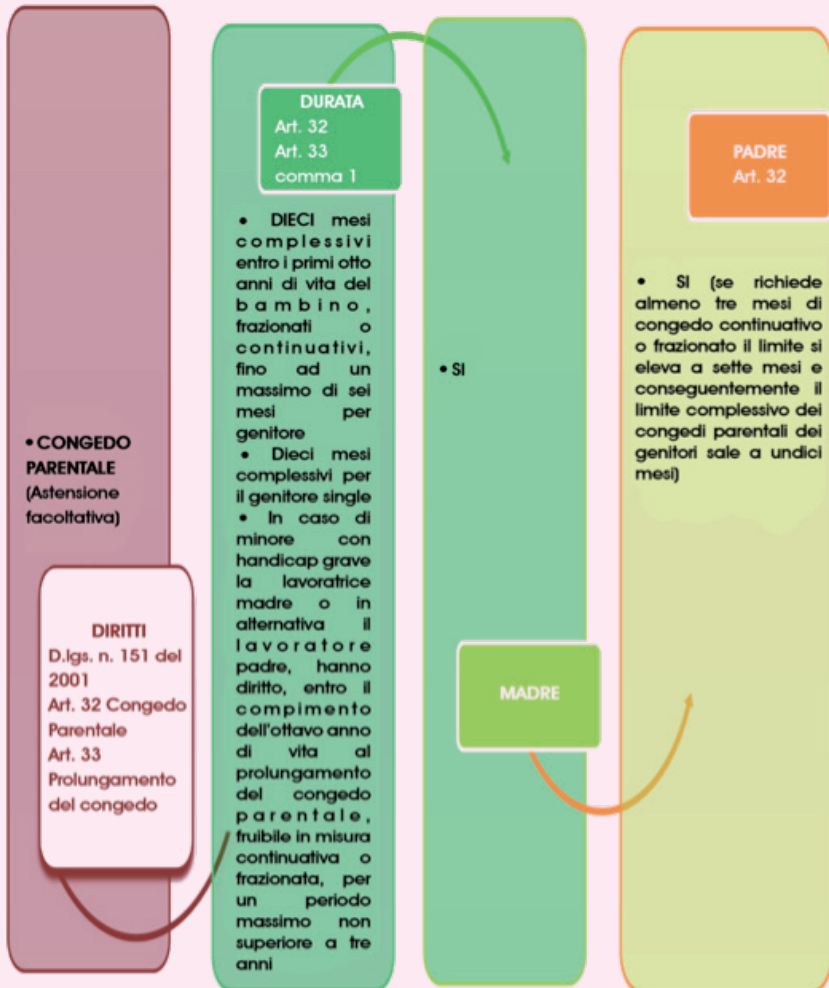 • CONGEDO
PARENTALE
(Astensione
facoltativa)
DIRITTI
D.lgs. n. 151 del
2001
Art. 32 Congedo
Parentale
Art. 33
Prolungamento
del congedo
DURATA
Art. 32
Art. 33
comma 1
• DIECI mesi
complessivi
entro i primi otto
anni di vita del
bambino,
frazionati o
continuativi,
fino ad un
massimo di sei
mesi per
genitore
• Dieci mesi
complessivi per
il genitore single
• In caso di
minore con
handicap grave
la lavoratrice
madre o in
alternativa il
lavoratore
padre, hanno
diritto, entro il
compimento
dell'ottavo anno
di vita al
prolungamento
del congedo
parentale,
fruibile in misura
continuativa o
frazionata, per
un periodo
massimo non
superiore a tre
anni
• SI
MADRE
PADRE
Art. 32
• SI (se richiede
almeno tre mesi di
congedo continuativo
o frazionato il limite si
eleva a sette mesi e
conseguentemente il
limite complessivo dei
congedi parentali dei
genitori sale a undici
mesi)